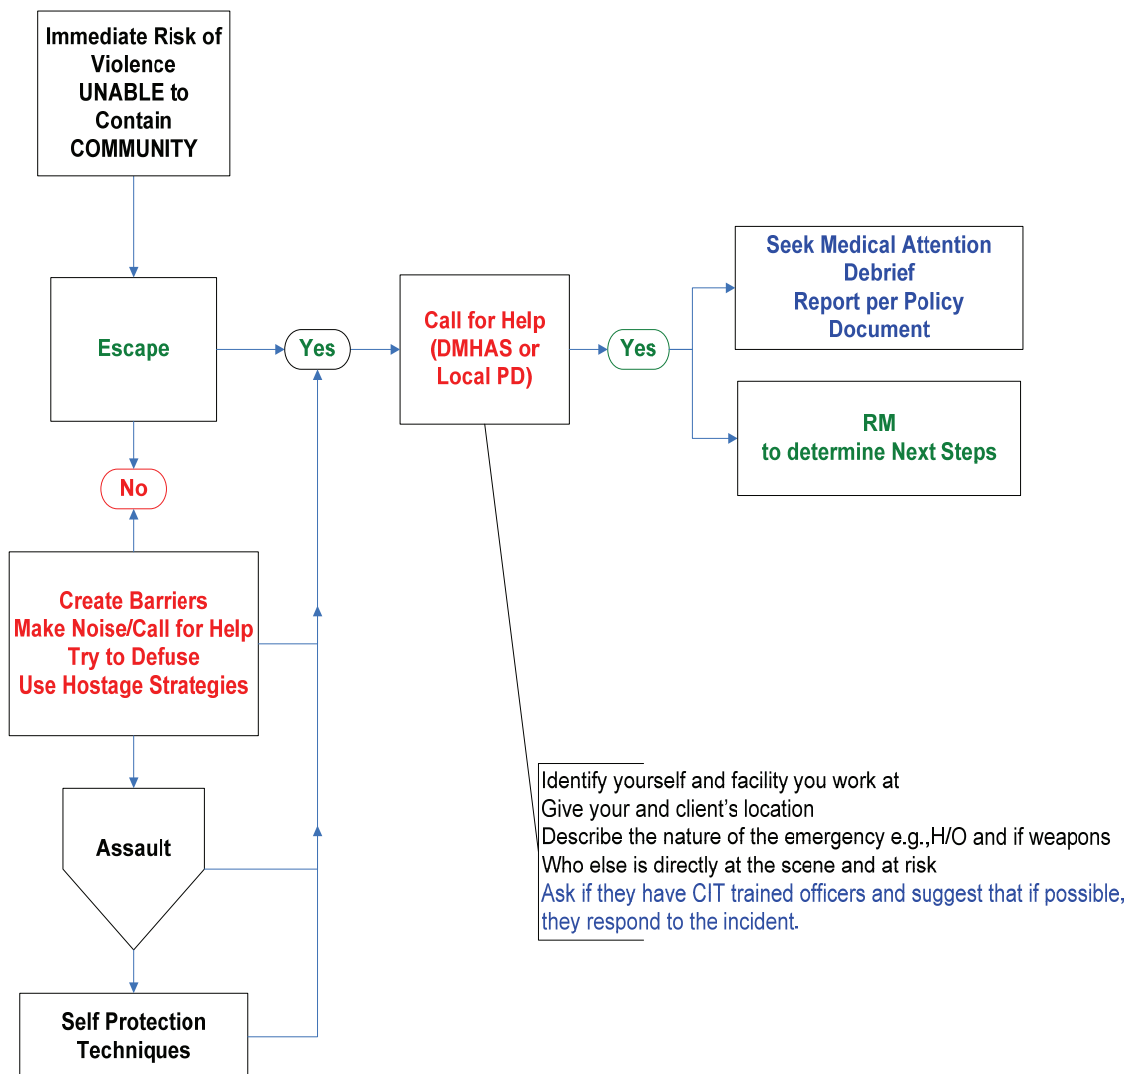 Immediate Risk of
Violence
UNABLE to
Contain
COMMUNITY
Escape
Yes
Call for Help
(DMHAS or
Local PD)
Yes
Seek Medical Attention
Debrief
Report per Policy
Document
RM
to determine Next Steps
No
Create Barriers
Make Noise/Call for Help
Try to Defuse
Use Hostage Strategies
Assault
Self Protection
Techniques
Identify yourself and facility you work at
Give your and client's location
Describe the nature of the emergency e.g.,H/O and if weapons
Who else is directly at the scene and at risk
Ask if they have CIT trained officers and suggest that if possible,
they respond to the incident.